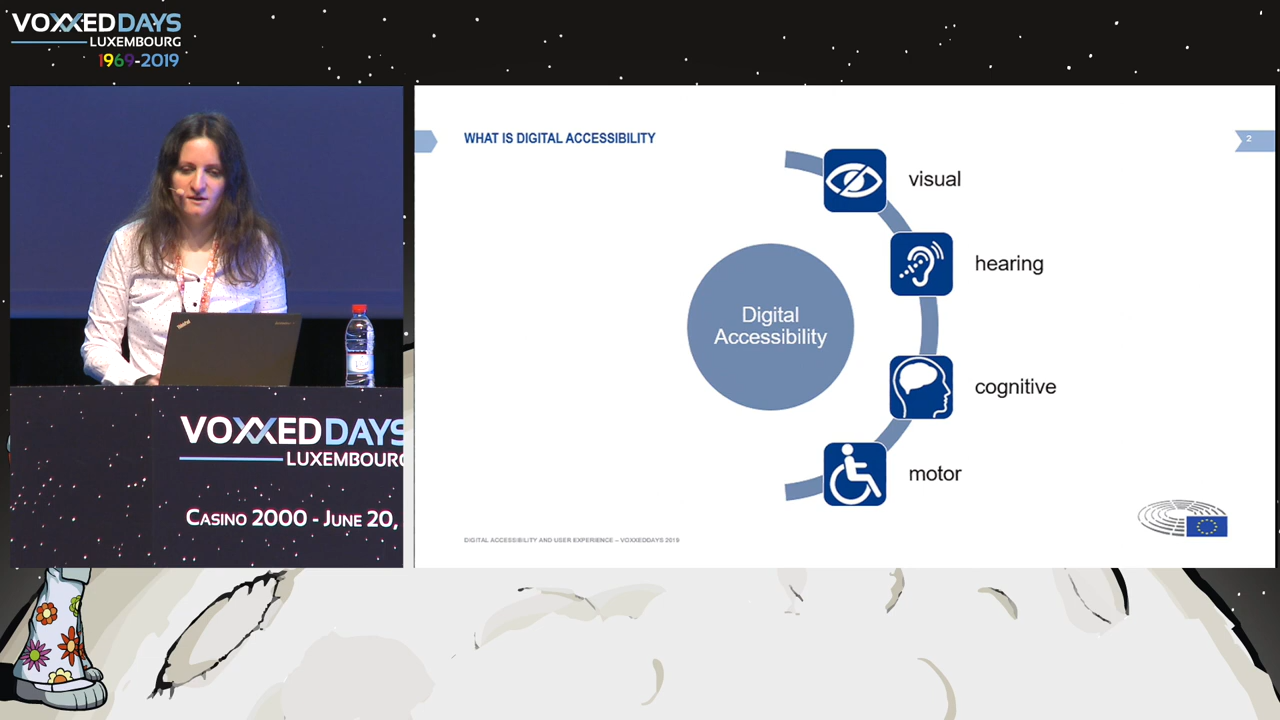 VOXXEDDAYS
LUXEMBOURG
1969-2019
ThinkPad
VOXXEDDAYS
LUXEMBOURG
CASINO 2000 - JUNE 20,
WHAT IS DIGITAL ACCESSIBILITY
2
visual
hearing
Digital
Accessibility
cognitive
motor
DIGITAL ACCESSIBILITY AND USER EXPERIENCE – VOXXEDDAYS 2019